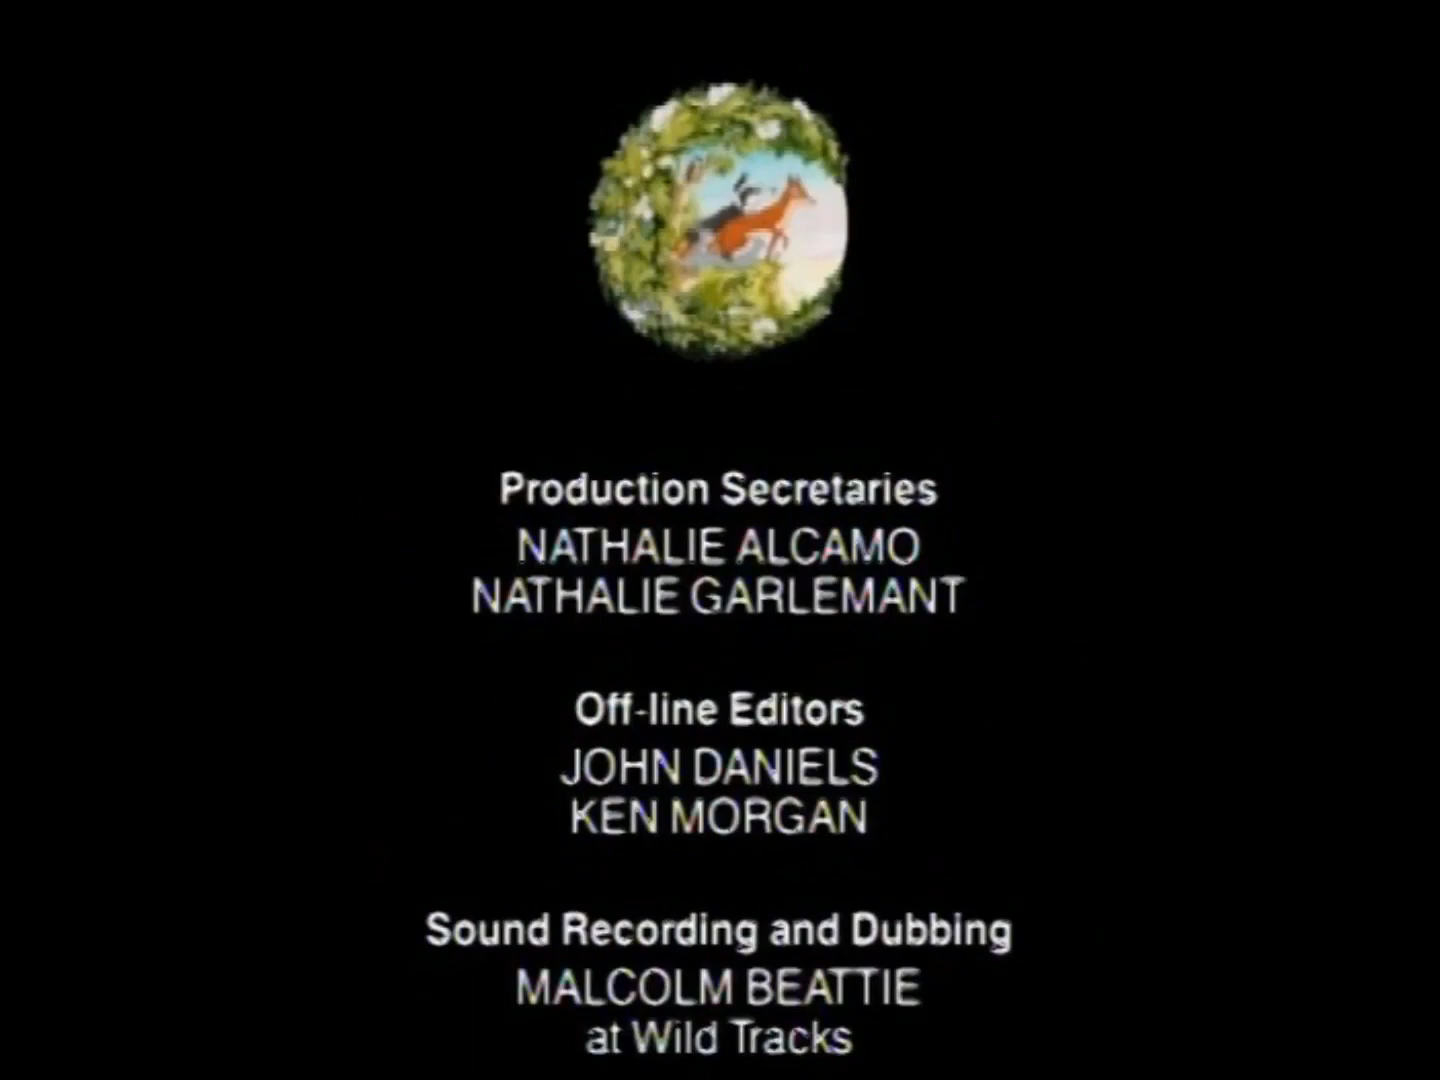 Production Secretaries
NATHALIE ALCAMO
NATHALIE GARLEMANT
Off-line Editors
JOHN DANIELS
KEN MORGAN
Sound Recording and Dubbing
MALCOLM BEATTIE
at Wild Tracks